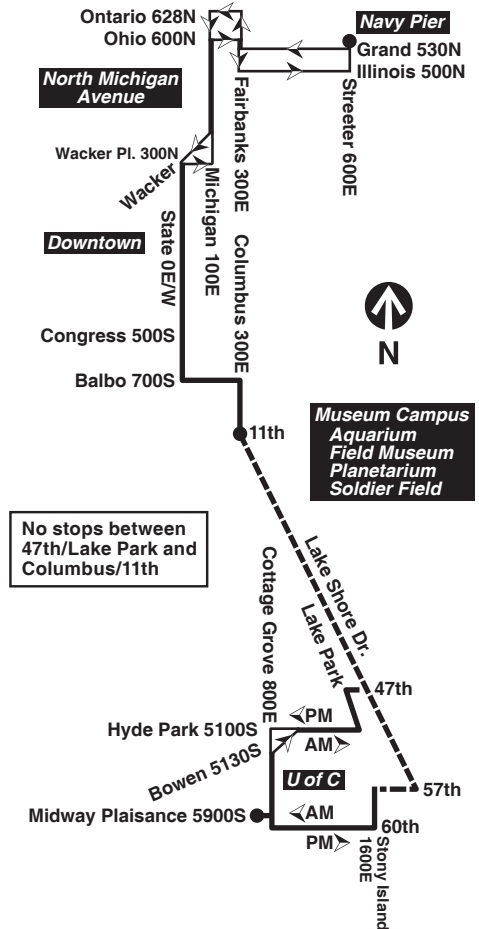 Ontario 628N
Ohio 600N
Navy Pier
Grand 530N
Illinois 500N
North Michigan
Avenue
Fairbanks 300E
Streeter 600E
Wacker Pl. 300N
Wacker
Michigan 100E
Downtown
State 0E/W
Columbus 300E
N
Congress 500S
Balbo 700S
11th
Museum Campus
Aquarium
Field Museum
Planetarium
Soldier Field
No stops between
47th/Lake Park and
Columbus/11th
Lake Shore Dr.
Cottage Grove 800E
Lake Park
47th
PM
Hyde Park 5100S
AM
Bowen 5130S
U of C
57th
AM
Midway Plaisance 5900S
60th
PM
Stony Island
1600E